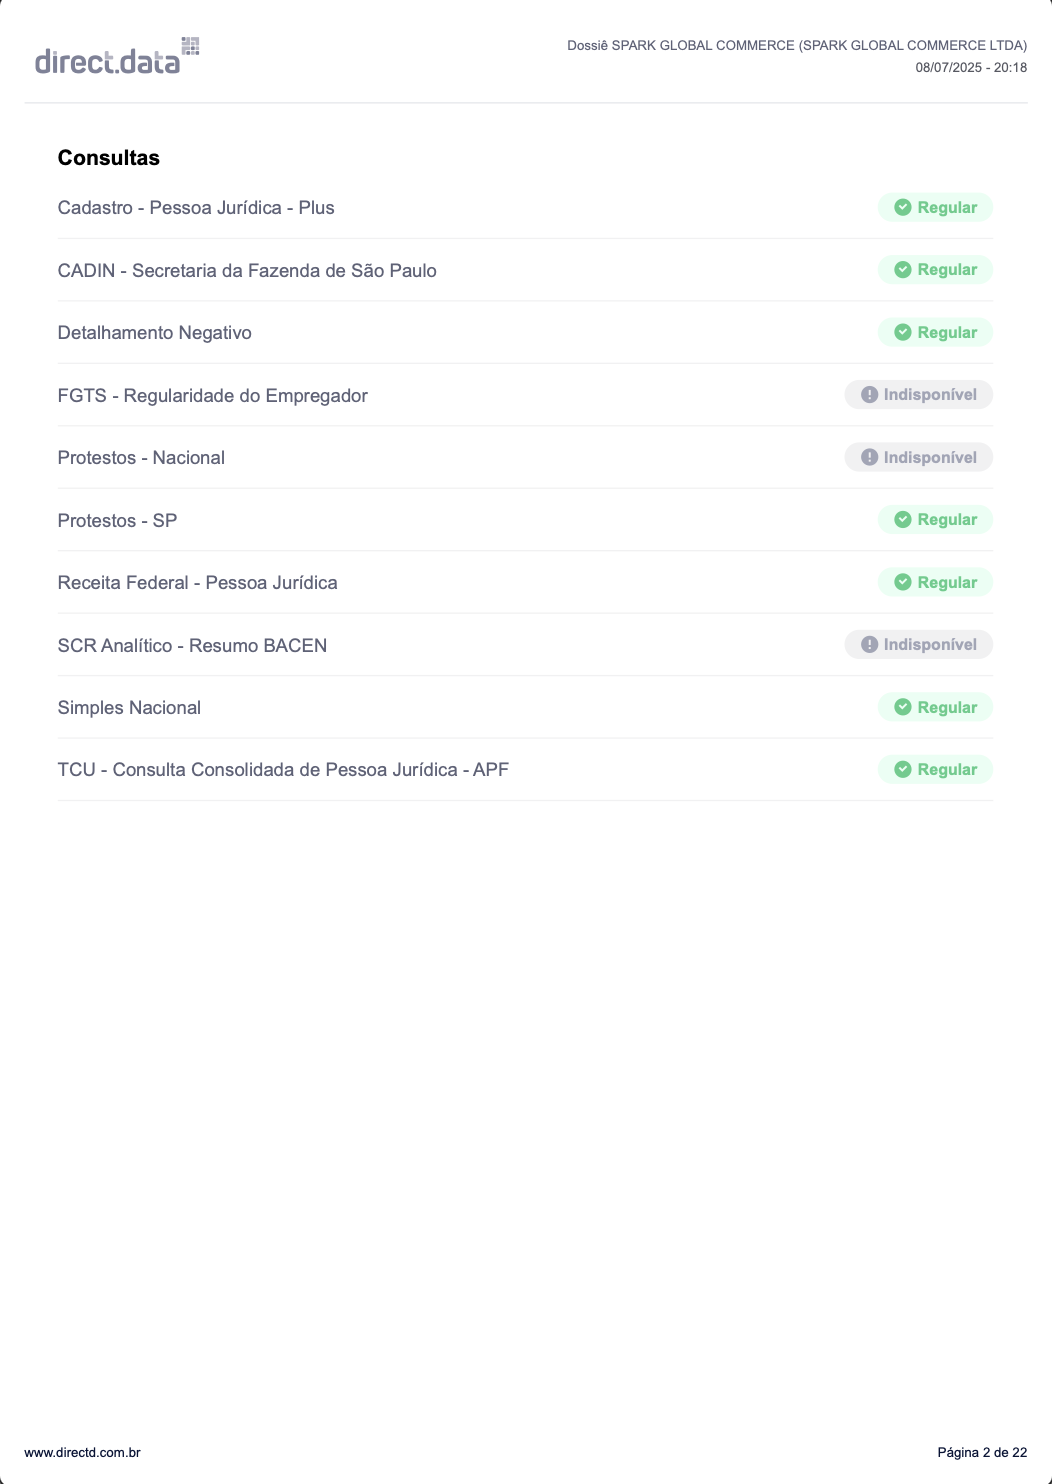 direct.data
Dossiê SPARK GLOBAL COMMERCE (SPARK GLOBAL COMMERCE LTDA)
08/07/2025 - 20:18
Consultas
Cadastro - Pessoa Jurídica - Plus
Regular
CADIN - Secretaria da Fazenda de São Paulo
Regular
Detalhamento Negativo
Regular
FGTS - Regularidade do Empregador
Indisponível
Protestos - Nacional
Indisponível
Protestos - SP
Regular
Receita Federal - Pessoa Jurídica
Regular
SCR Analítico - Resumo BACEN
Indisponível
Simples Nacional
Regular
TCU - Consulta Consolidada de Pessoa Jurídica - APF
Regular
www.directd.com.br
Página 2 de 22